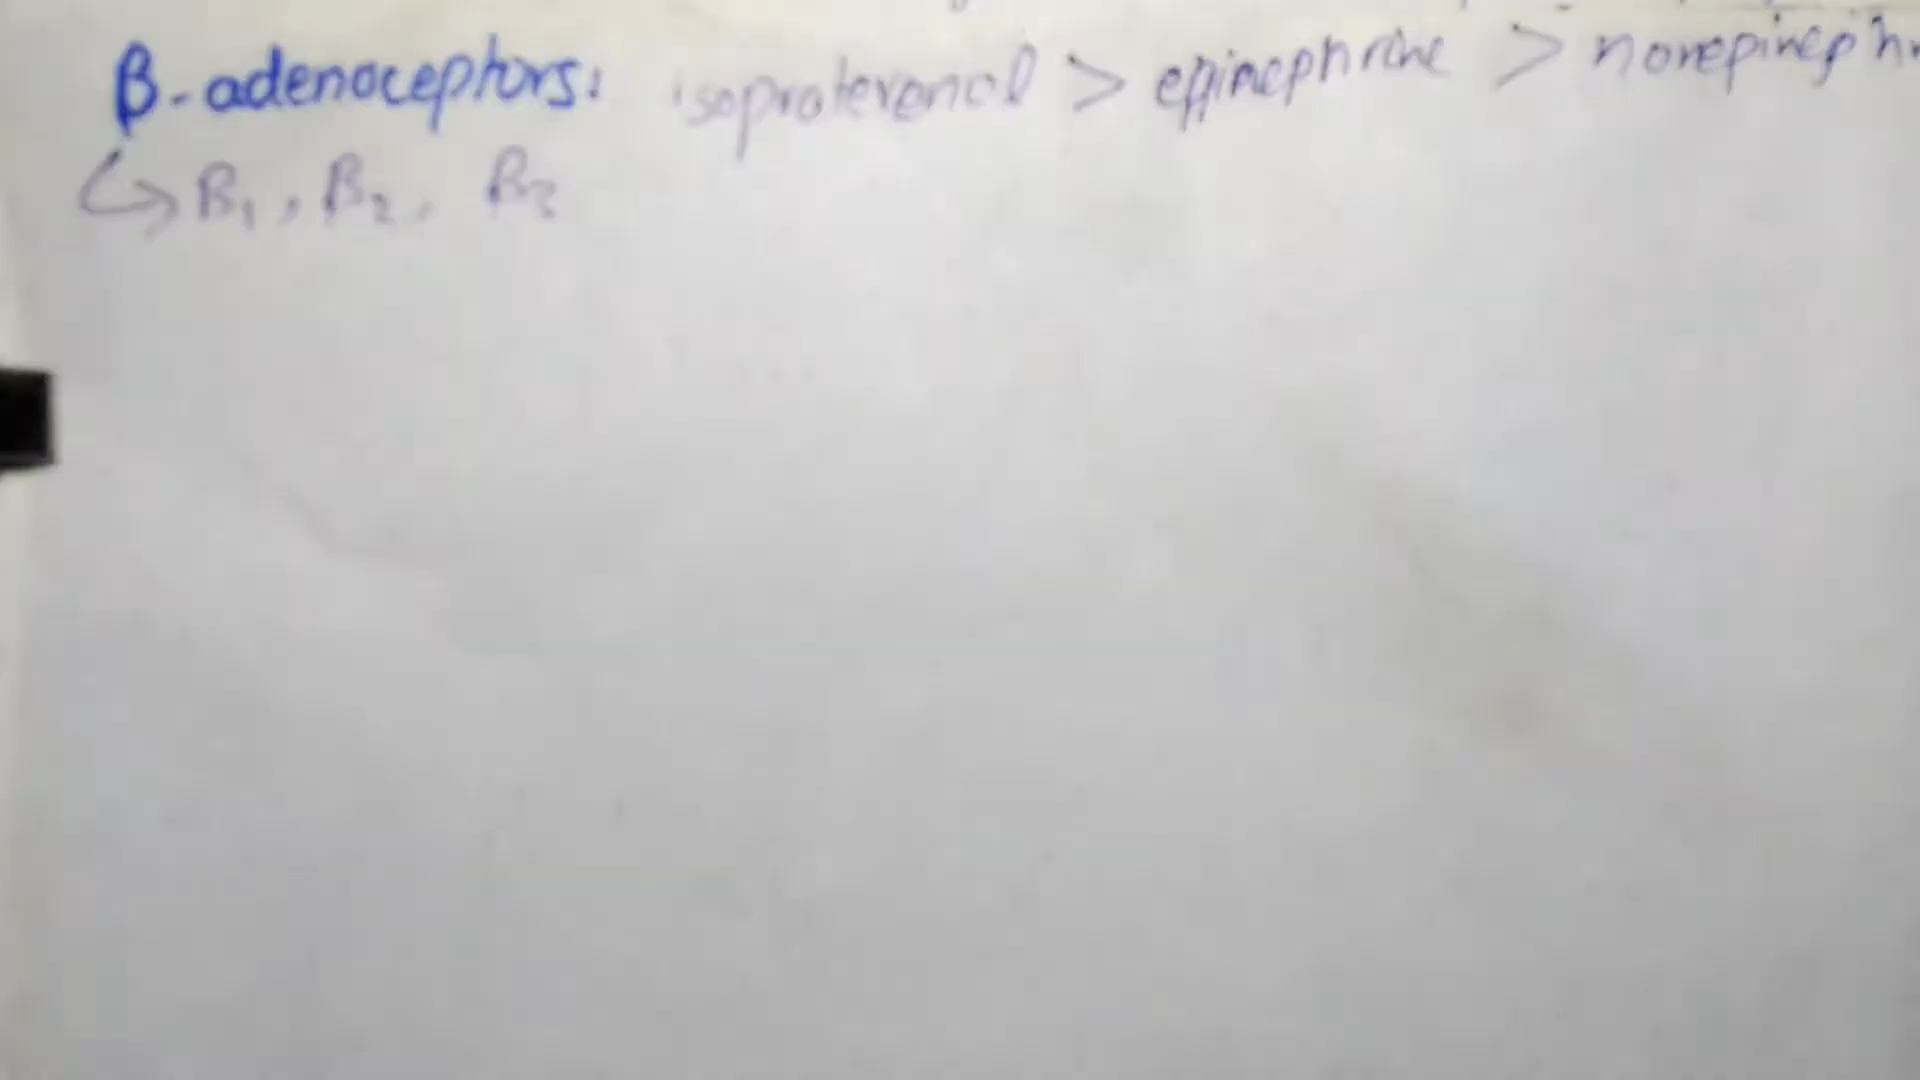 β-adenoceptors: isoproterenol > epinephrine > norepineph
↳ β1, β2, β3